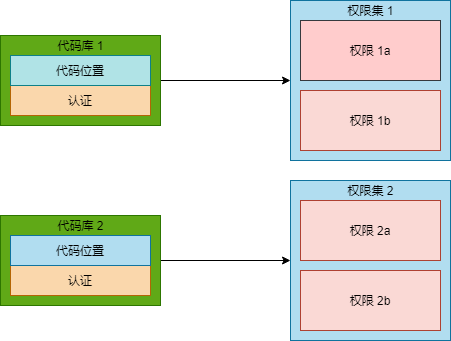 代码库 1
代码位置
认证
权限集 1
权限 1a
权限 1b
代码库 2
代码位置
认证
权限集 2
权限 2a
权限 2b